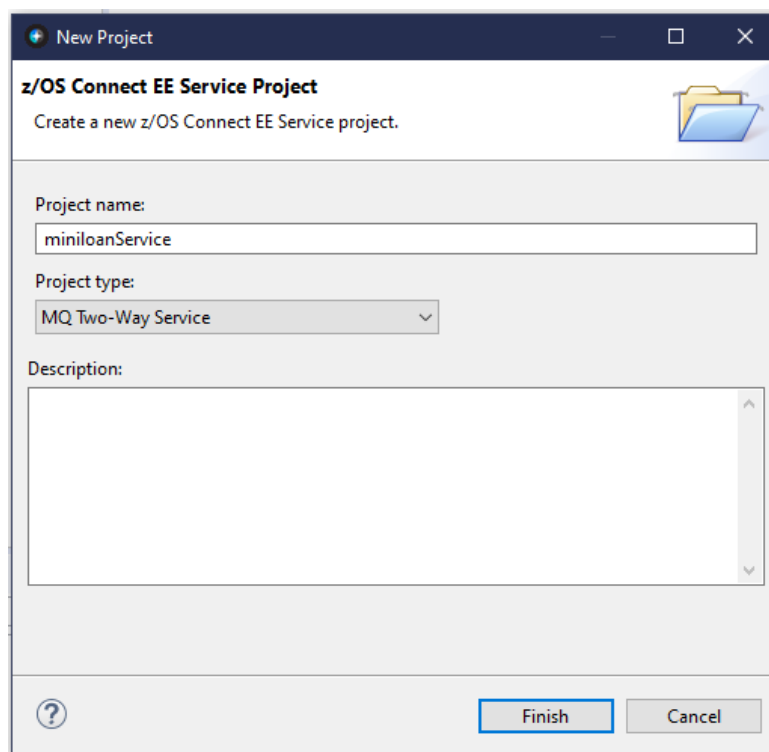 New Project
z/OS Connect EE Service Project
Create a new z/OS Connect EE Service project.
Project name:
miniloanService
Project type:
MQ Two-Way Service
Description:
?
Finish
Cancel